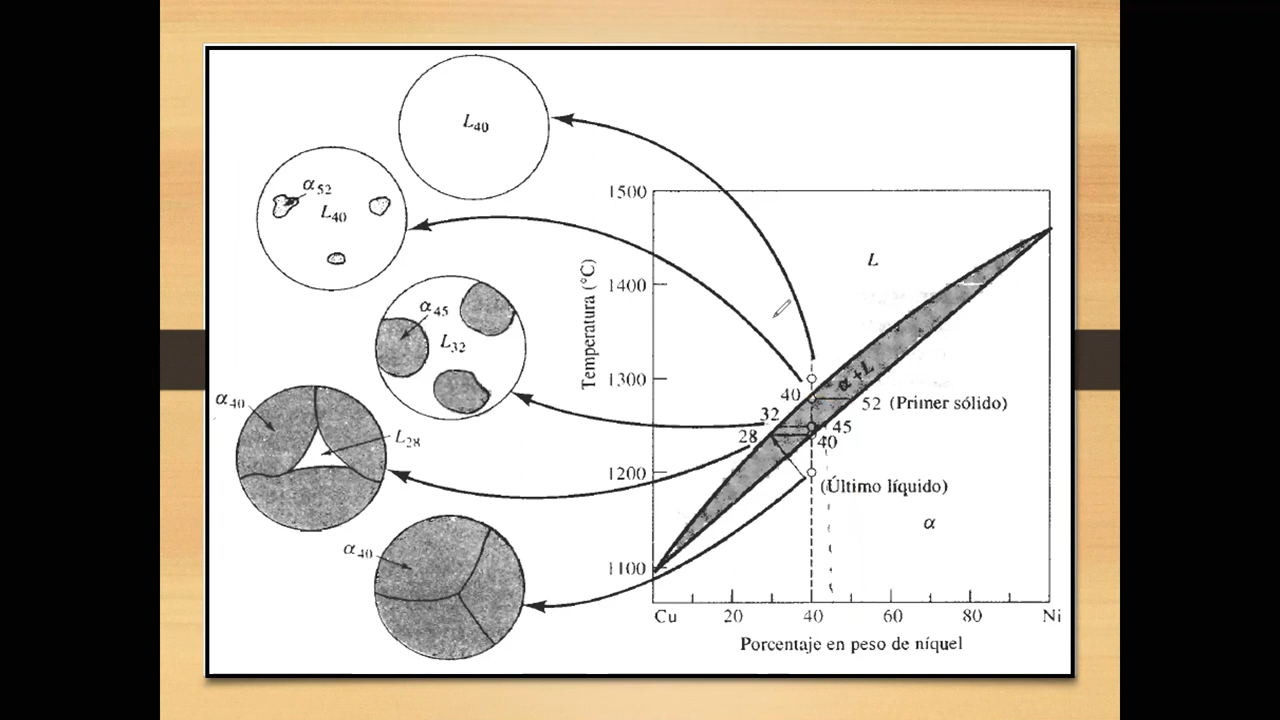 L40
α52
L40
α45
L32
α40
L28
α40
Temperatura (°C)
1500
1400
1300
1200
1100
L
α + L
40
52 (Primer sólido)
32
45
28
40
(Último líquido)
α
Cu
20
40
60
80
Ni
Porcentaje en peso de níquel